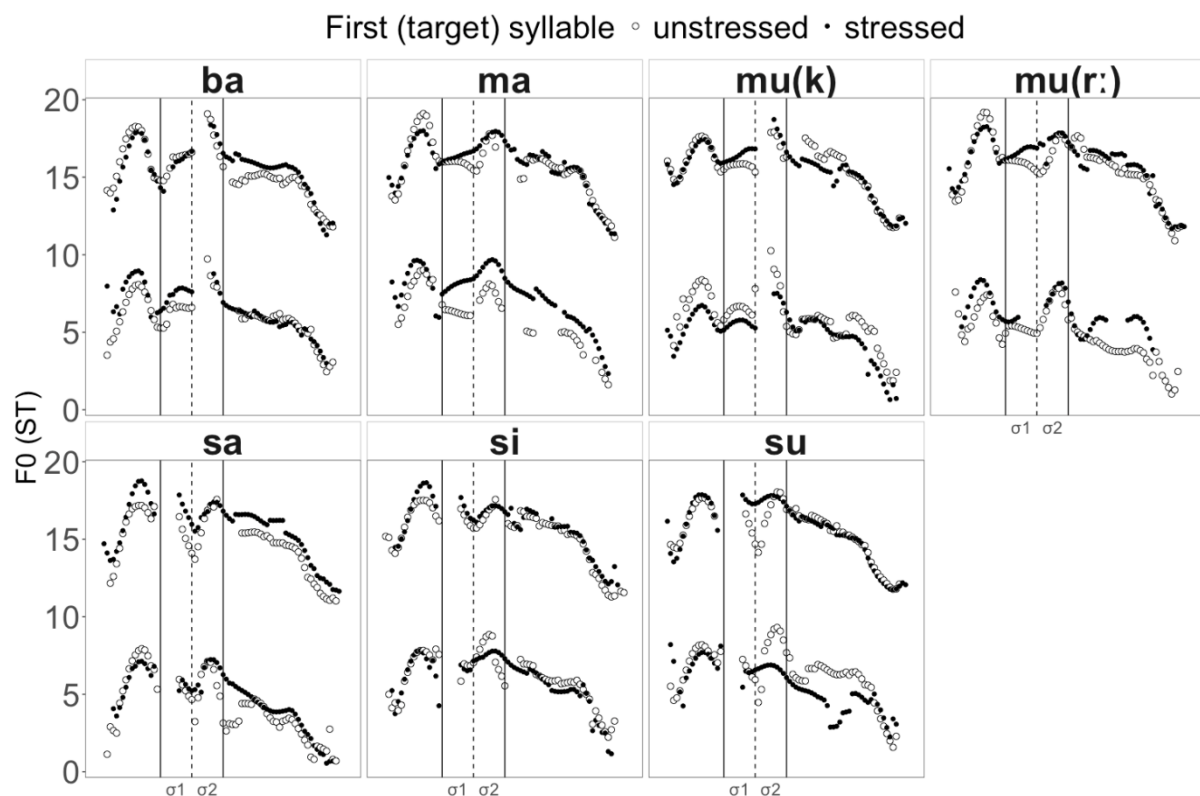 First (target) syllable ◦ unstressed • stressed
ba ma mu(k) mu(rː)
20
15
10
5
0
σ1 σ2
F0 (ST)
sa si su
20
15
10
5
0
σ1 σ2 σ1 σ2 σ1 σ2